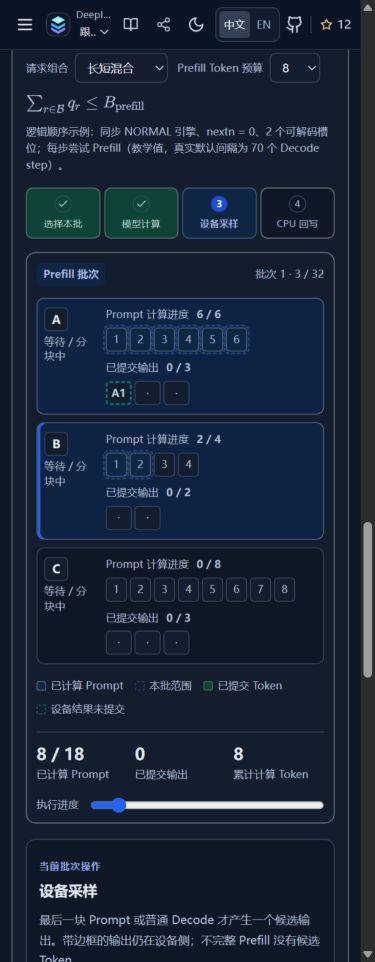 Deepl...
跟..
中文
EN
12
请求组合
长短混合
Prefill Token 预算
8
∑r∈B qr ≤ Bprefill
逻辑顺序示例：同步 NORMAL 引擎、nextn = 0、2 个可解码槽
位；每步尝试 Prefill（教学值，真实默认间隔为 70 个 Decode
step）。
选择本批
模型计算
3
设备采样
4
CPU 回写
Prefill 批次
批次 1 · 3 / 32
A
等待 / 分
块中
Prompt 计算进度 6 / 6
1 2 3 4 5 6
已提交输出 0 / 3
A1 · ·
B
等待 / 分
块中
Prompt 计算进度 2 / 4
1 2 3 4
已提交输出 0 / 2
· ·
C
等待 / 分
块中
Prompt 计算进度 0 / 8
1 2 3 4 5 6 7 8
已提交输出 0 / 3
· · ·
已计算 Prompt
本批范围
已提交 Token
设备结果未提交
8 / 18
已计算 Prompt
0
已提交输出
8
累计计算 Token
执行进度
当前批次操作
设备采样
最后一块 Prompt 或普通 Decode 才产生一个候选输
出。带边框的输出仍在设备侧；不完整 Prefill 没有候选
Token